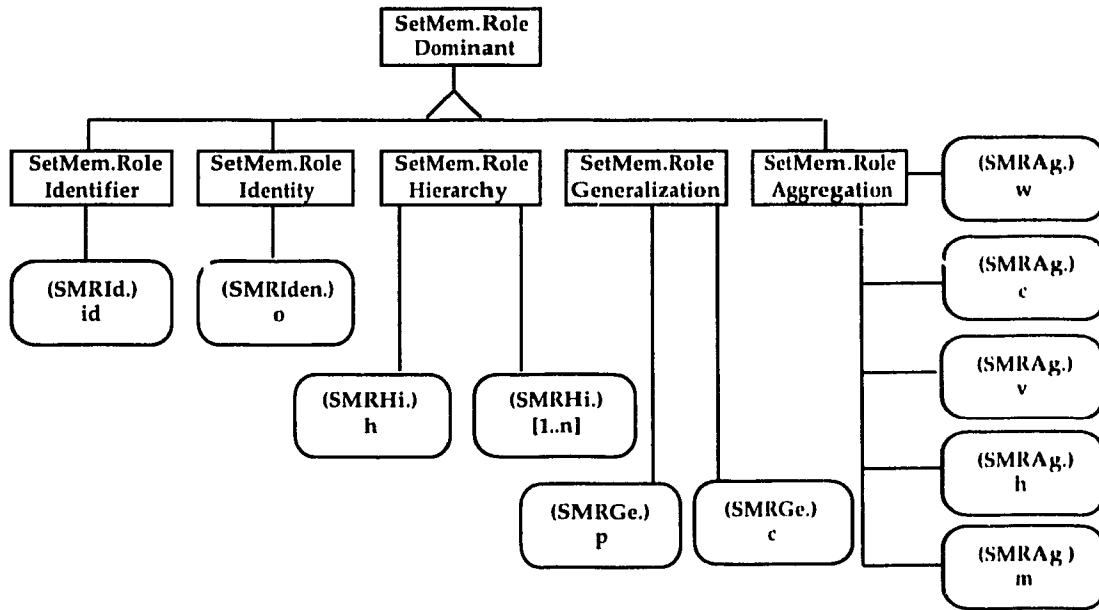 SetMem.Role
Dominant
SetMem.Role
Identifier
SetMem.Role
Identity
SetMem.Role
Hierarchy
SetMem.Role
Generalization
SetMem.Role
Aggregation
(SMRAg.)
w
(SMRId.)
id
(SMRIden.)
o
(SMRAg.)
c
(SMRHi.)
h
(SMRHi.)
[1..n]
(SMRAg.)
v
(SMRAg.)
h
(SMRGe.)
p
(SMRGe.)
c
(SMRAg )
m